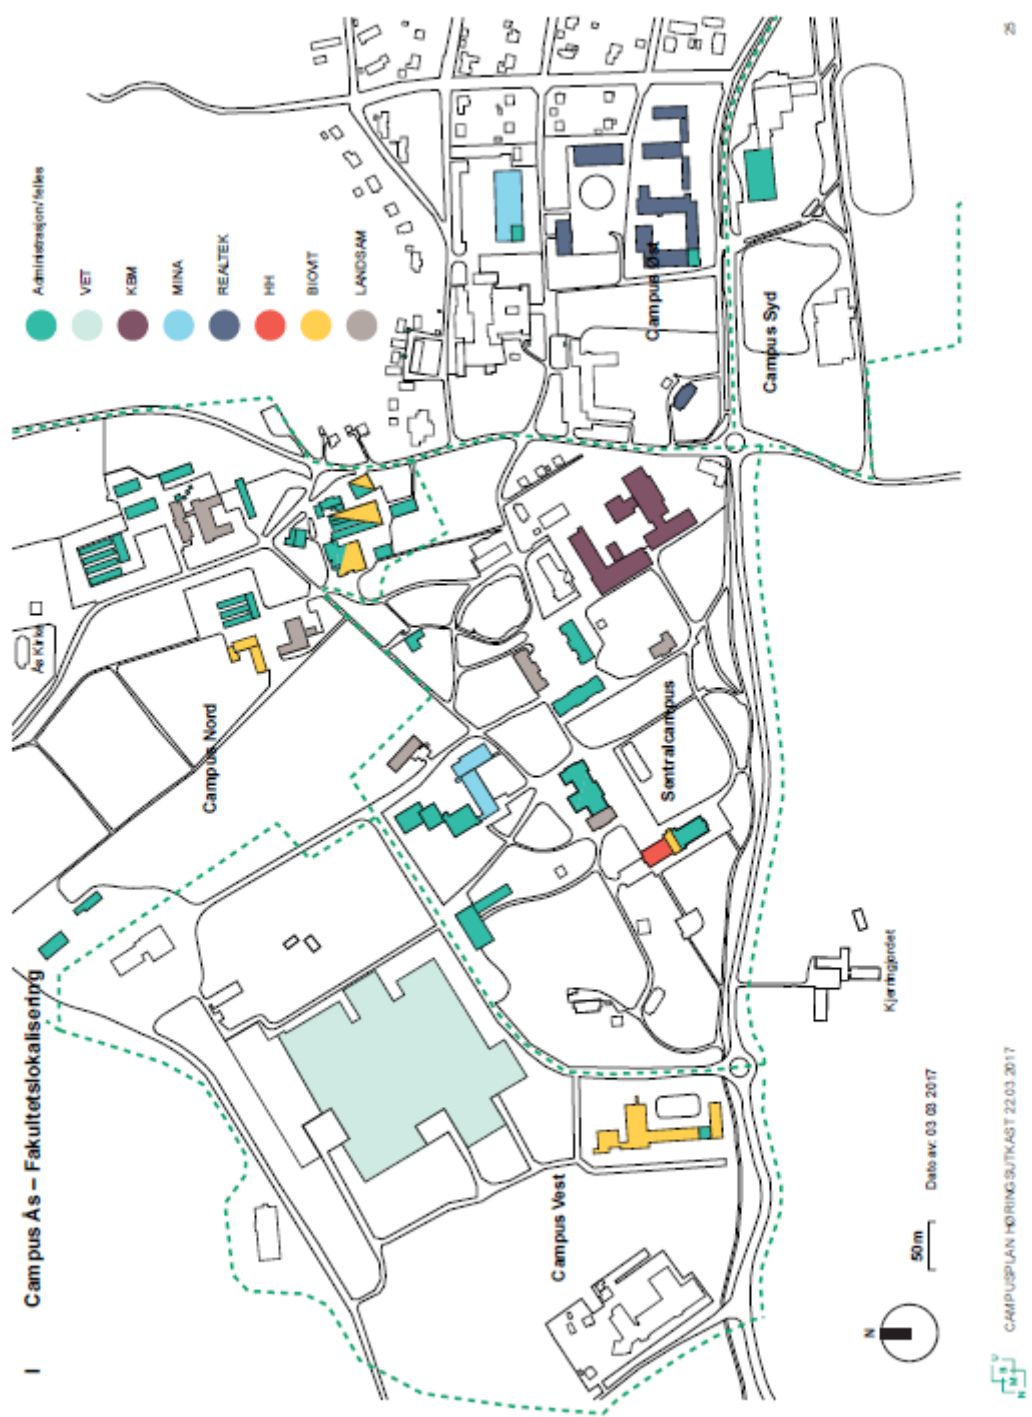 I
Campus Ås – Fakultetslokalisering
Administrasjon/felles
VET
KBM
MINA
REALTEK
HH
BIOVIT
LANDSAM
Ås Kirke
Campus Nord
Campus Øst
Campus Syd
Sentralcampus
Campus Vest
Kjerringjordet
N
50m
Dato av: 03 03 2017
N M B U
CAMPUSPLAN HØRINGSUTKAST 22.03.2017
25